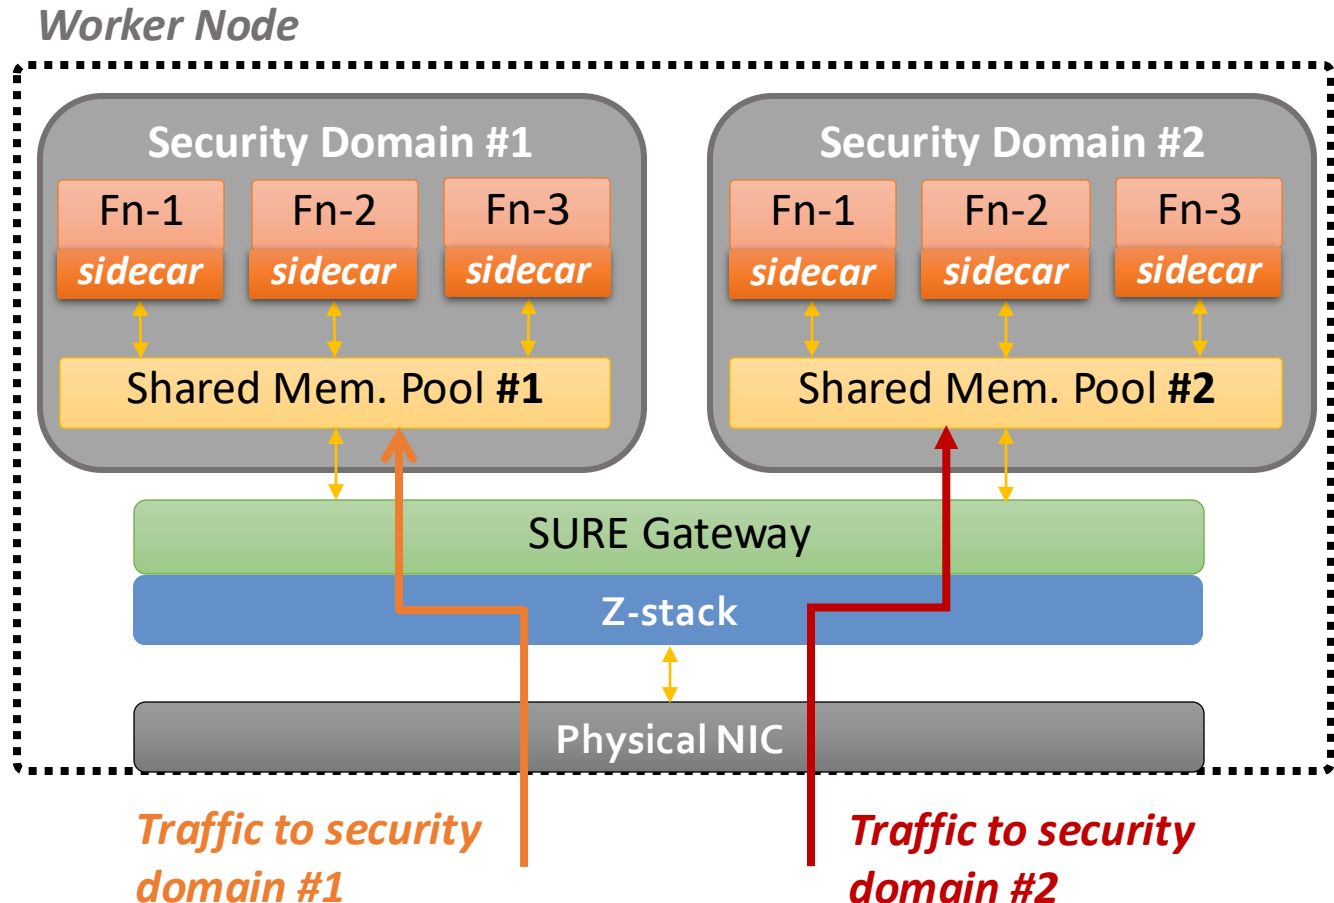 Worker Node
Security Domain #1
Security Domain #2
Fn-1
Fn-2
Fn-3
sidecar
sidecar
sidecar
Fn-1
Fn-2
Fn-3
sidecar
sidecar
sidecar
Shared Mem. Pool #1
Shared Mem. Pool #2
SURE Gateway
Z-stack
Physical NIC
Traffic to security
domain #1
Traffic to security
domain #2